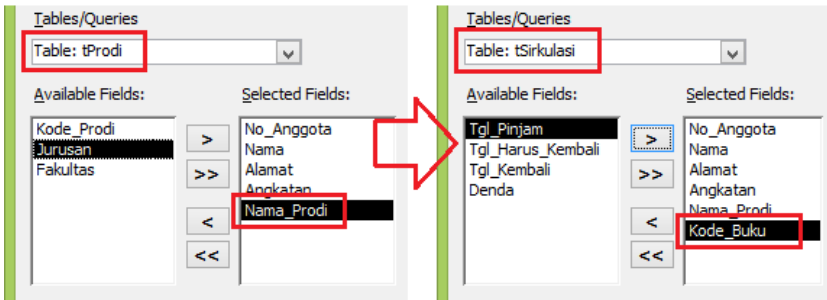 Tables/Queries
Table: tProdi
Available Fields:
Selected Fields:
Kode_Prodi
Jurusan
Fakultas
>
>>
<
<<
No_Anggota
Nama
Alamat
Angkatan
Nama_Prodi
Tables/Queries
Table: tSirkulasi
Available Fields:
Selected Fields:
Tgl_Pinjam
Tgl_Harus_Kembali
Tgl_Kembali
Denda
>
>>
<
<<
No_Anggota
Nama
Alamat
Angkatan
Nama_Prodi
Kode_Buku